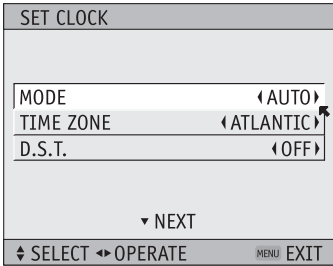 SET CLOCK
MODE AUTO
TIME ZONE ATLANTIC
D.S.T. OFF
NEXT
SELECT OPERATE MENU EXIT